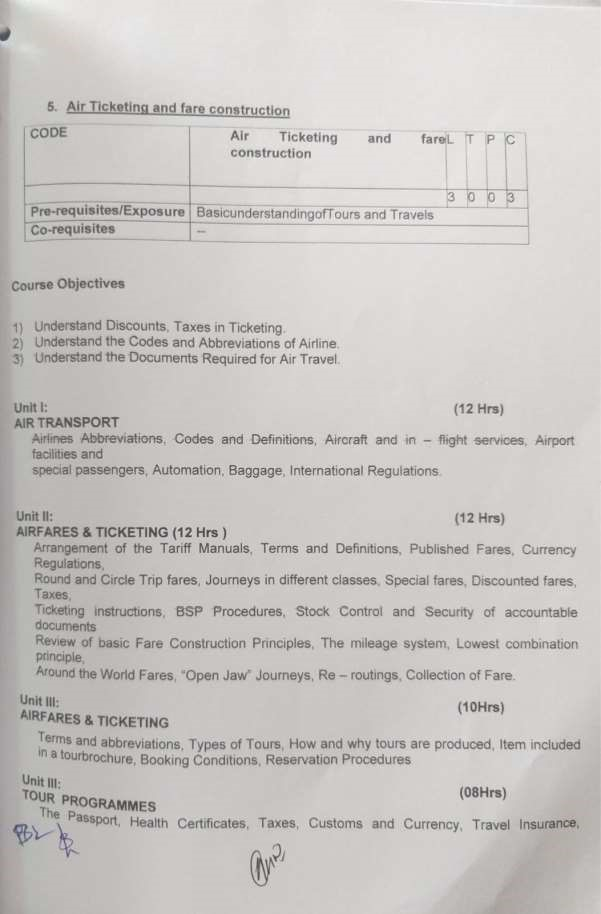 5. Air Ticketing and fare construction
CODE Air Ticketing and fare L T P C
construction
3 0 0 3
Pre-requisites/Exposure BasicunderstandingofTours and Travels
Co-requisites --
Course Objectives
1) Understand Discounts, Taxes in Ticketing.
2) Understand the Codes and Abbreviations of Airline.
3) Understand the Documents Required for Air Travel.
Unit I: (12 Hrs)
AIR TRANSPORT
Airlines Abbreviations, Codes and Definitions, Aircraft and in – flight services, Airport
facilities and
special passengers, Automation, Baggage, International Regulations.
Unit II: (12 Hrs)
AIRFARES & TICKETING (12 Hrs )
Arrangement of the Tariff Manuals, Terms and Definitions, Published Fares, Currency
Regulations,
Round and Circle Trip fares, Journeys in different classes, Special fares, Discounted fares,
Taxes,
Ticketing instructions, BSP Procedures, Stock Control and Security of accountable
documents
Review of basic Fare Construction Principles, The mileage system, Lowest combination
principle,
Around the World Fares, "Open Jaw" Journeys, Re – routings, Collection of Fare.
Unit III: (10Hrs)
AIRFARES & TICKETING
Terms and abbreviations, Types of Tours, How and why tours are produced, Item included
in a tourbrochure, Booking Conditions, Reservation Procedures
Unit III: (08Hrs)
TOUR PROGRAMMES
The Passport, Health Certificates, Taxes, Customs and Currency, Travel Insurance,